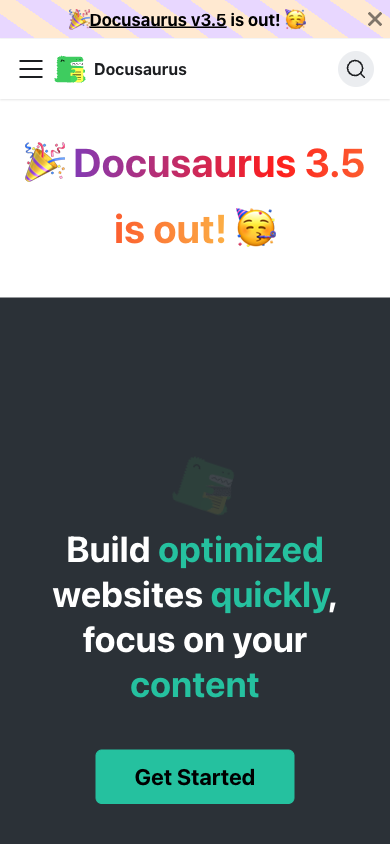 🎉Docusaurus v3.5 is out! 🥳
Docusaurus
🎉 Docusaurus 3.5
is out! 🥳
Build optimized
websites quickly,
focus on your
content
Get Started